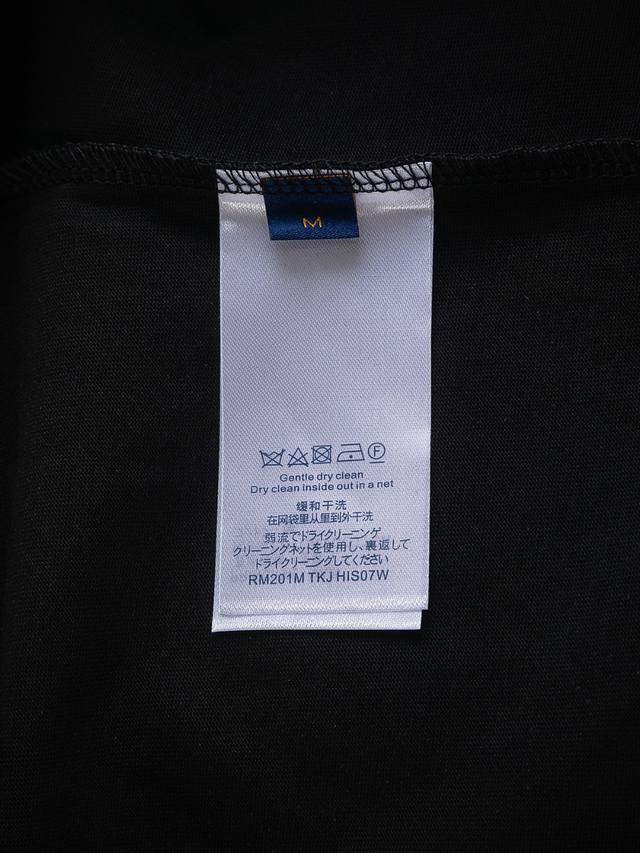 M
F
Gentle dry clean
Dry clean inside out in a net
缓和干洗
在网袋里从里到外干洗
弱流でドライクリーニンゲ
クリーニングネットを使用し、裏返して
ドライクリーニングしてください
RM201M TKJ HIS07W